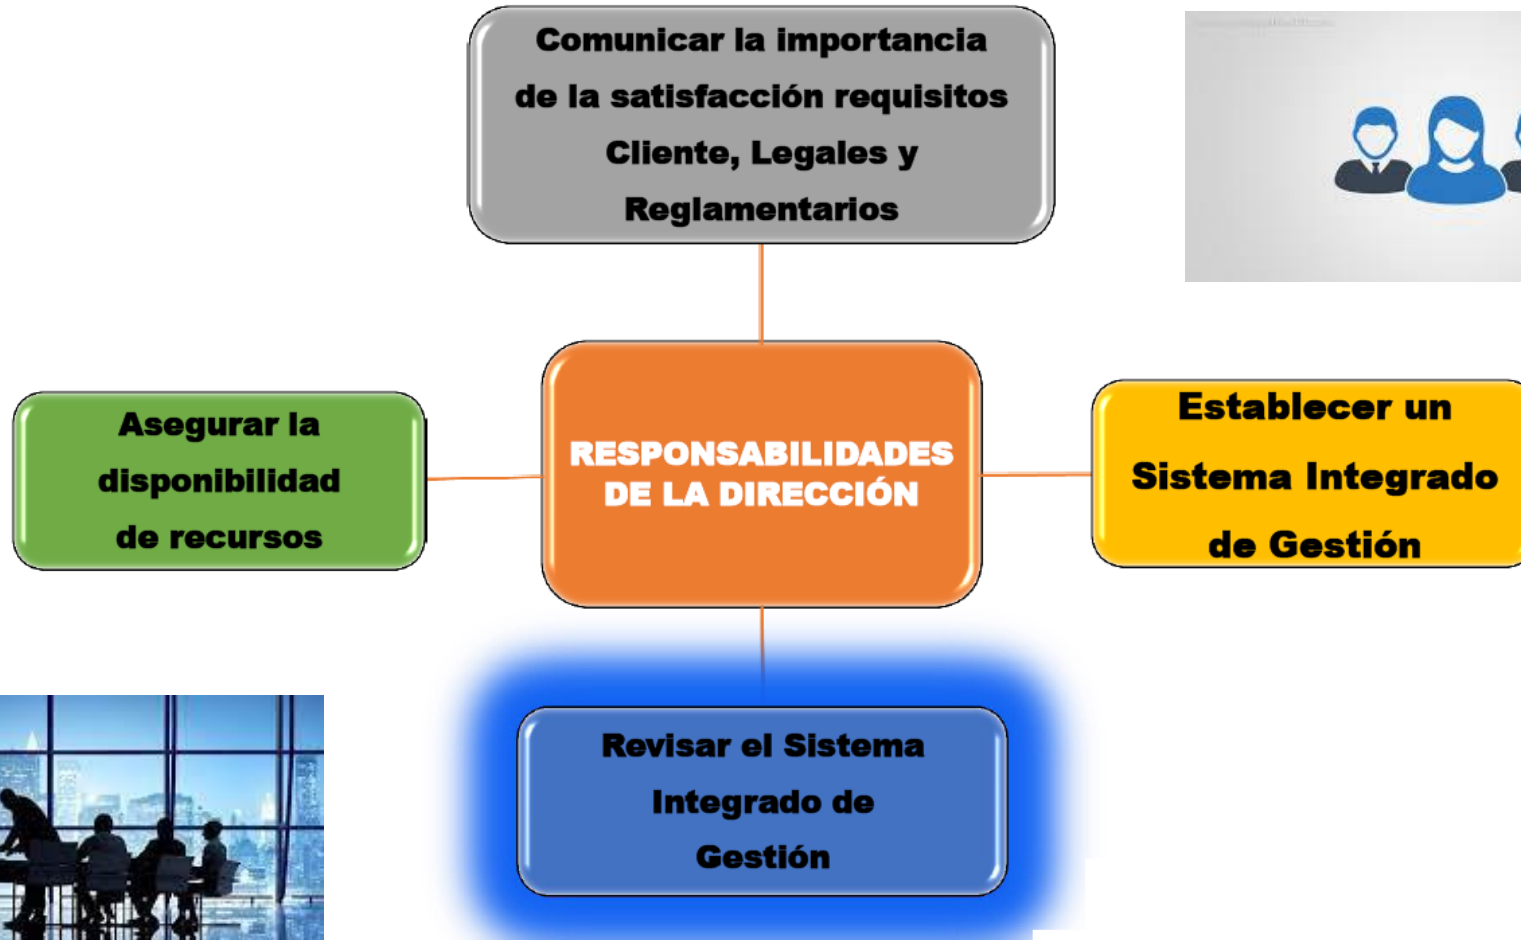 Comunicar la importancia
de la satisfacción requisitos
Cliente, Legales y
Reglamentarios
Asegurar la
disponibilidad
de recursos
RESPONSABILIDADES
DE LA DIRECCIÓN
Establecer un
Sistema Integrado
de Gestión
Revisar el Sistema
Integrado de
Gestión